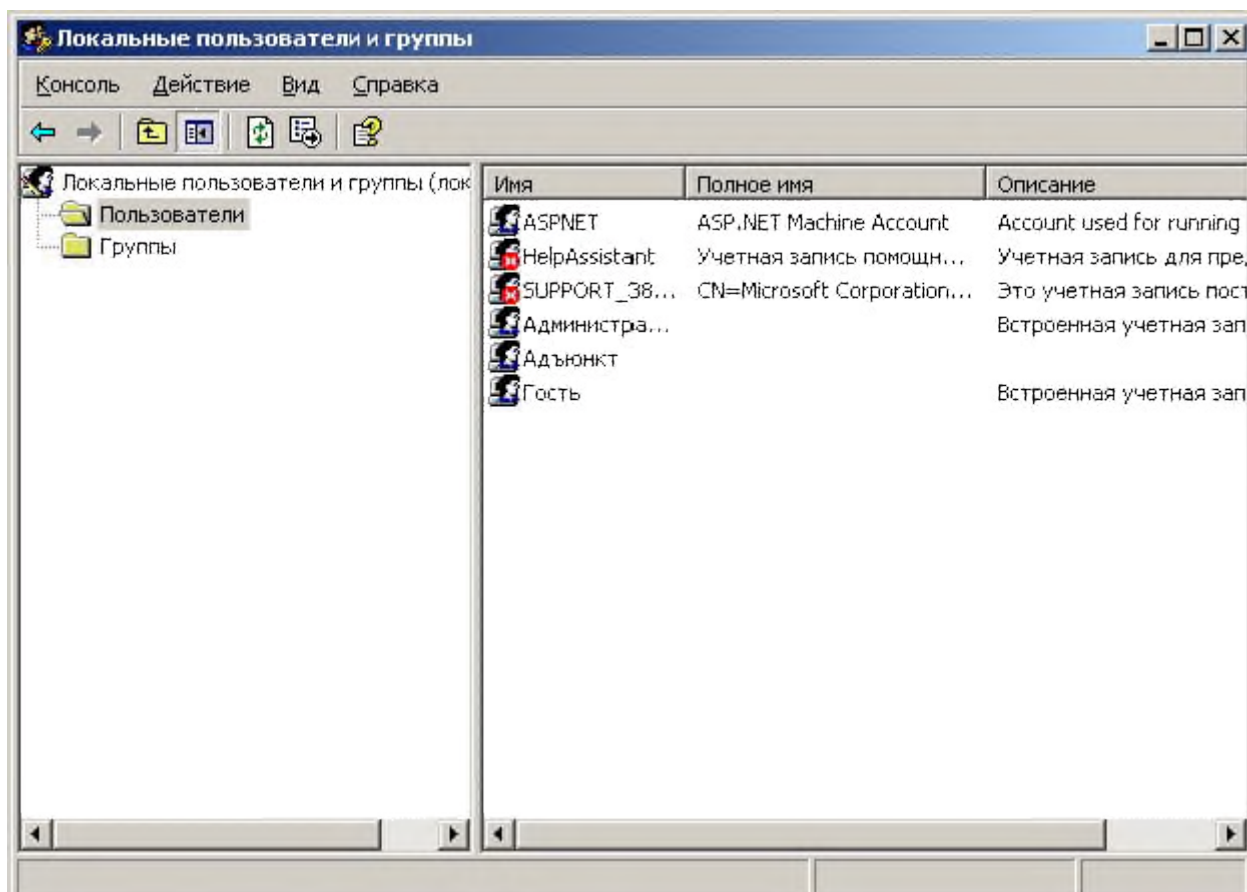 Локальные пользователи и группы
Консоль Действие Вид Справка
Локальные пользователи и группы (лок
Пользователи
Группы
Имя Полное имя Описание
ASPNET ASP.NET Machine Account Account used for running
HelpAssistant Учетная запись помощн... Учетная запись для пре
SUPPORT_38... CN=Microsoft Corporation... Это учетная запись пост
Администра... Встроенная учетная зап
Адъюнкт
Гость Встроенная учетная зап